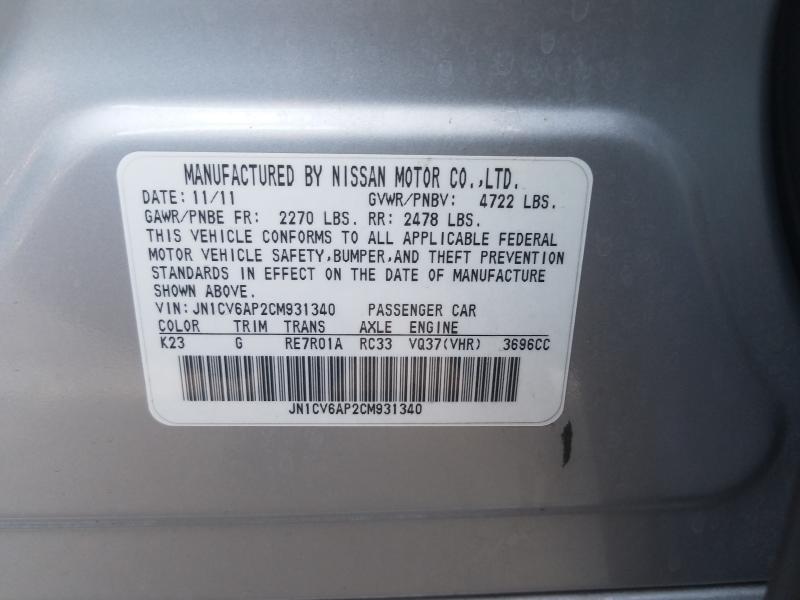 MANUFACTURED BY NISSAN MOTOR CO.,LTD.
DATE: 11/11 GVWR/PNBV: 4722 LBS.
GAWR/PNBE FR: 2270 LBS. RR: 2478 LBS.
THIS VEHICLE CONFORMS TO ALL APPLICABLE FEDERAL
MOTOR VEHICLE SAFETY,BUMPER,AND THEFT PREVENTION
STANDARDS IN EFFECT ON THE DATE OF MANUFACTURE
SHOWN ABOVE.
VIN: JN1CV6AP2CM931340 PASSENGER CAR
COLOR TRIM TRANS AXLE ENGINE
K23 G RE7R01A RC33 VQ37(VHR) 3696CC
JN1CV6AP2CM931340